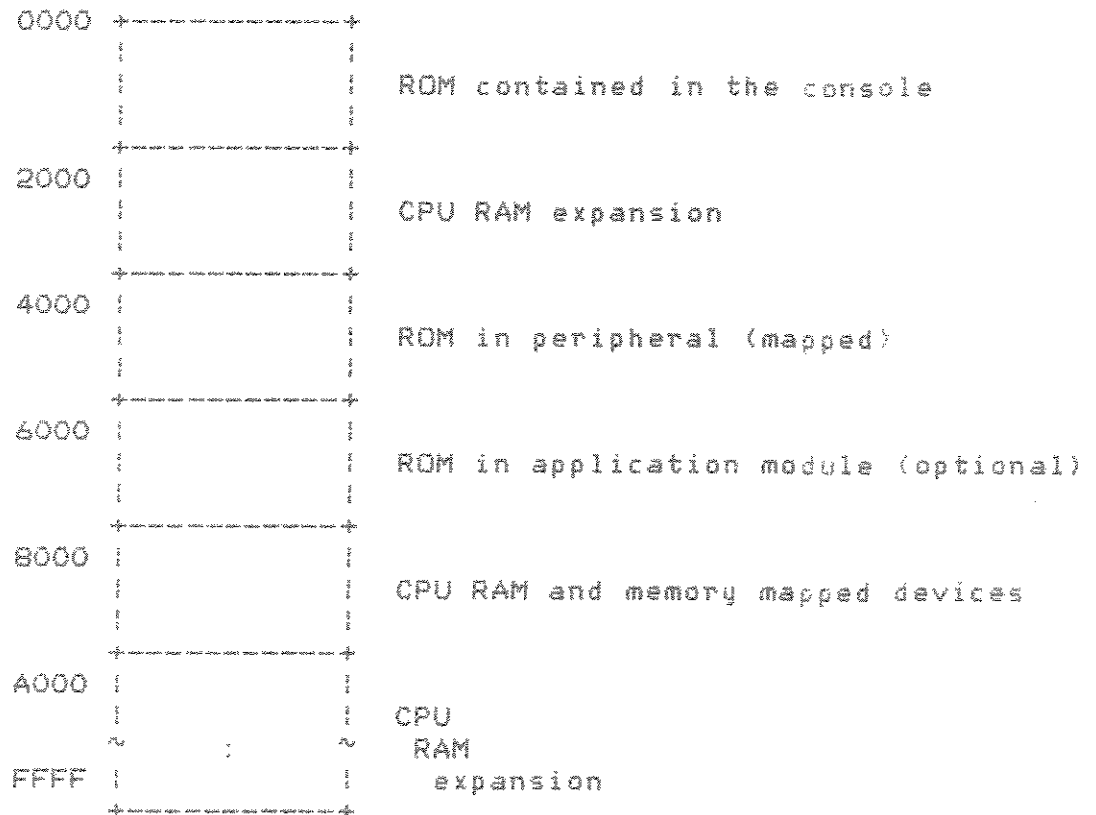 0000
ROM contained in the console
2000
CPU RAM expansion
4000
ROM in peripheral (mapped)
6000
ROM in application module (optional)
8000
CPU RAM and memory mapped devices
A000
CPU
RAM
FFFF
expansion